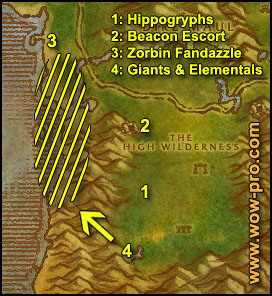 1: Hippogryphs
2: Beacon Escort
3: Zorbin Fandazzle
4: Giants & Elementals
3
2
THE
HIGH WILDERNESS
1
4
www.wow-pro.com